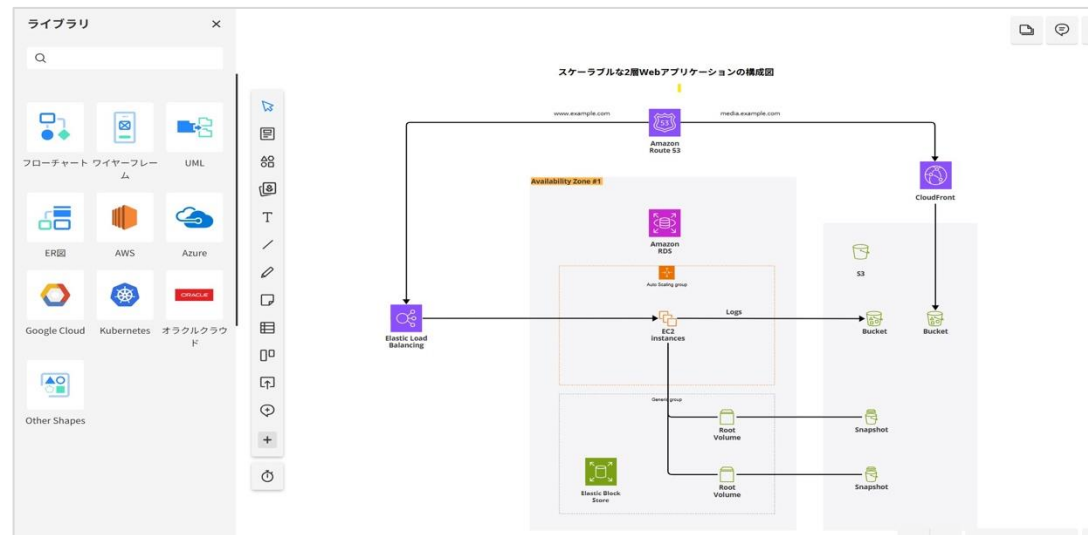 ライブラリ
フローチャート
ワイヤーフレー
ム
UML
ER図
AWS
Azure
Google Cloud
Kubernetes
オラクルクラウ
ド
ORACLE
Other Shapes
T
スケーラブルな2層Webアプリケーションの構成図
www.example.com
media.example.com
53
Amazon
Route 53
CloudFront
Availability Zone #1
Amazon
RDS
Auto Scaling group
S3
Logs
Elastic Load
Balancing
EC2
instances
Bucket
Bucket
Generic group
Root
Volume
Snapshot
Root
Volume
Snapshot
Elastic Block
Store